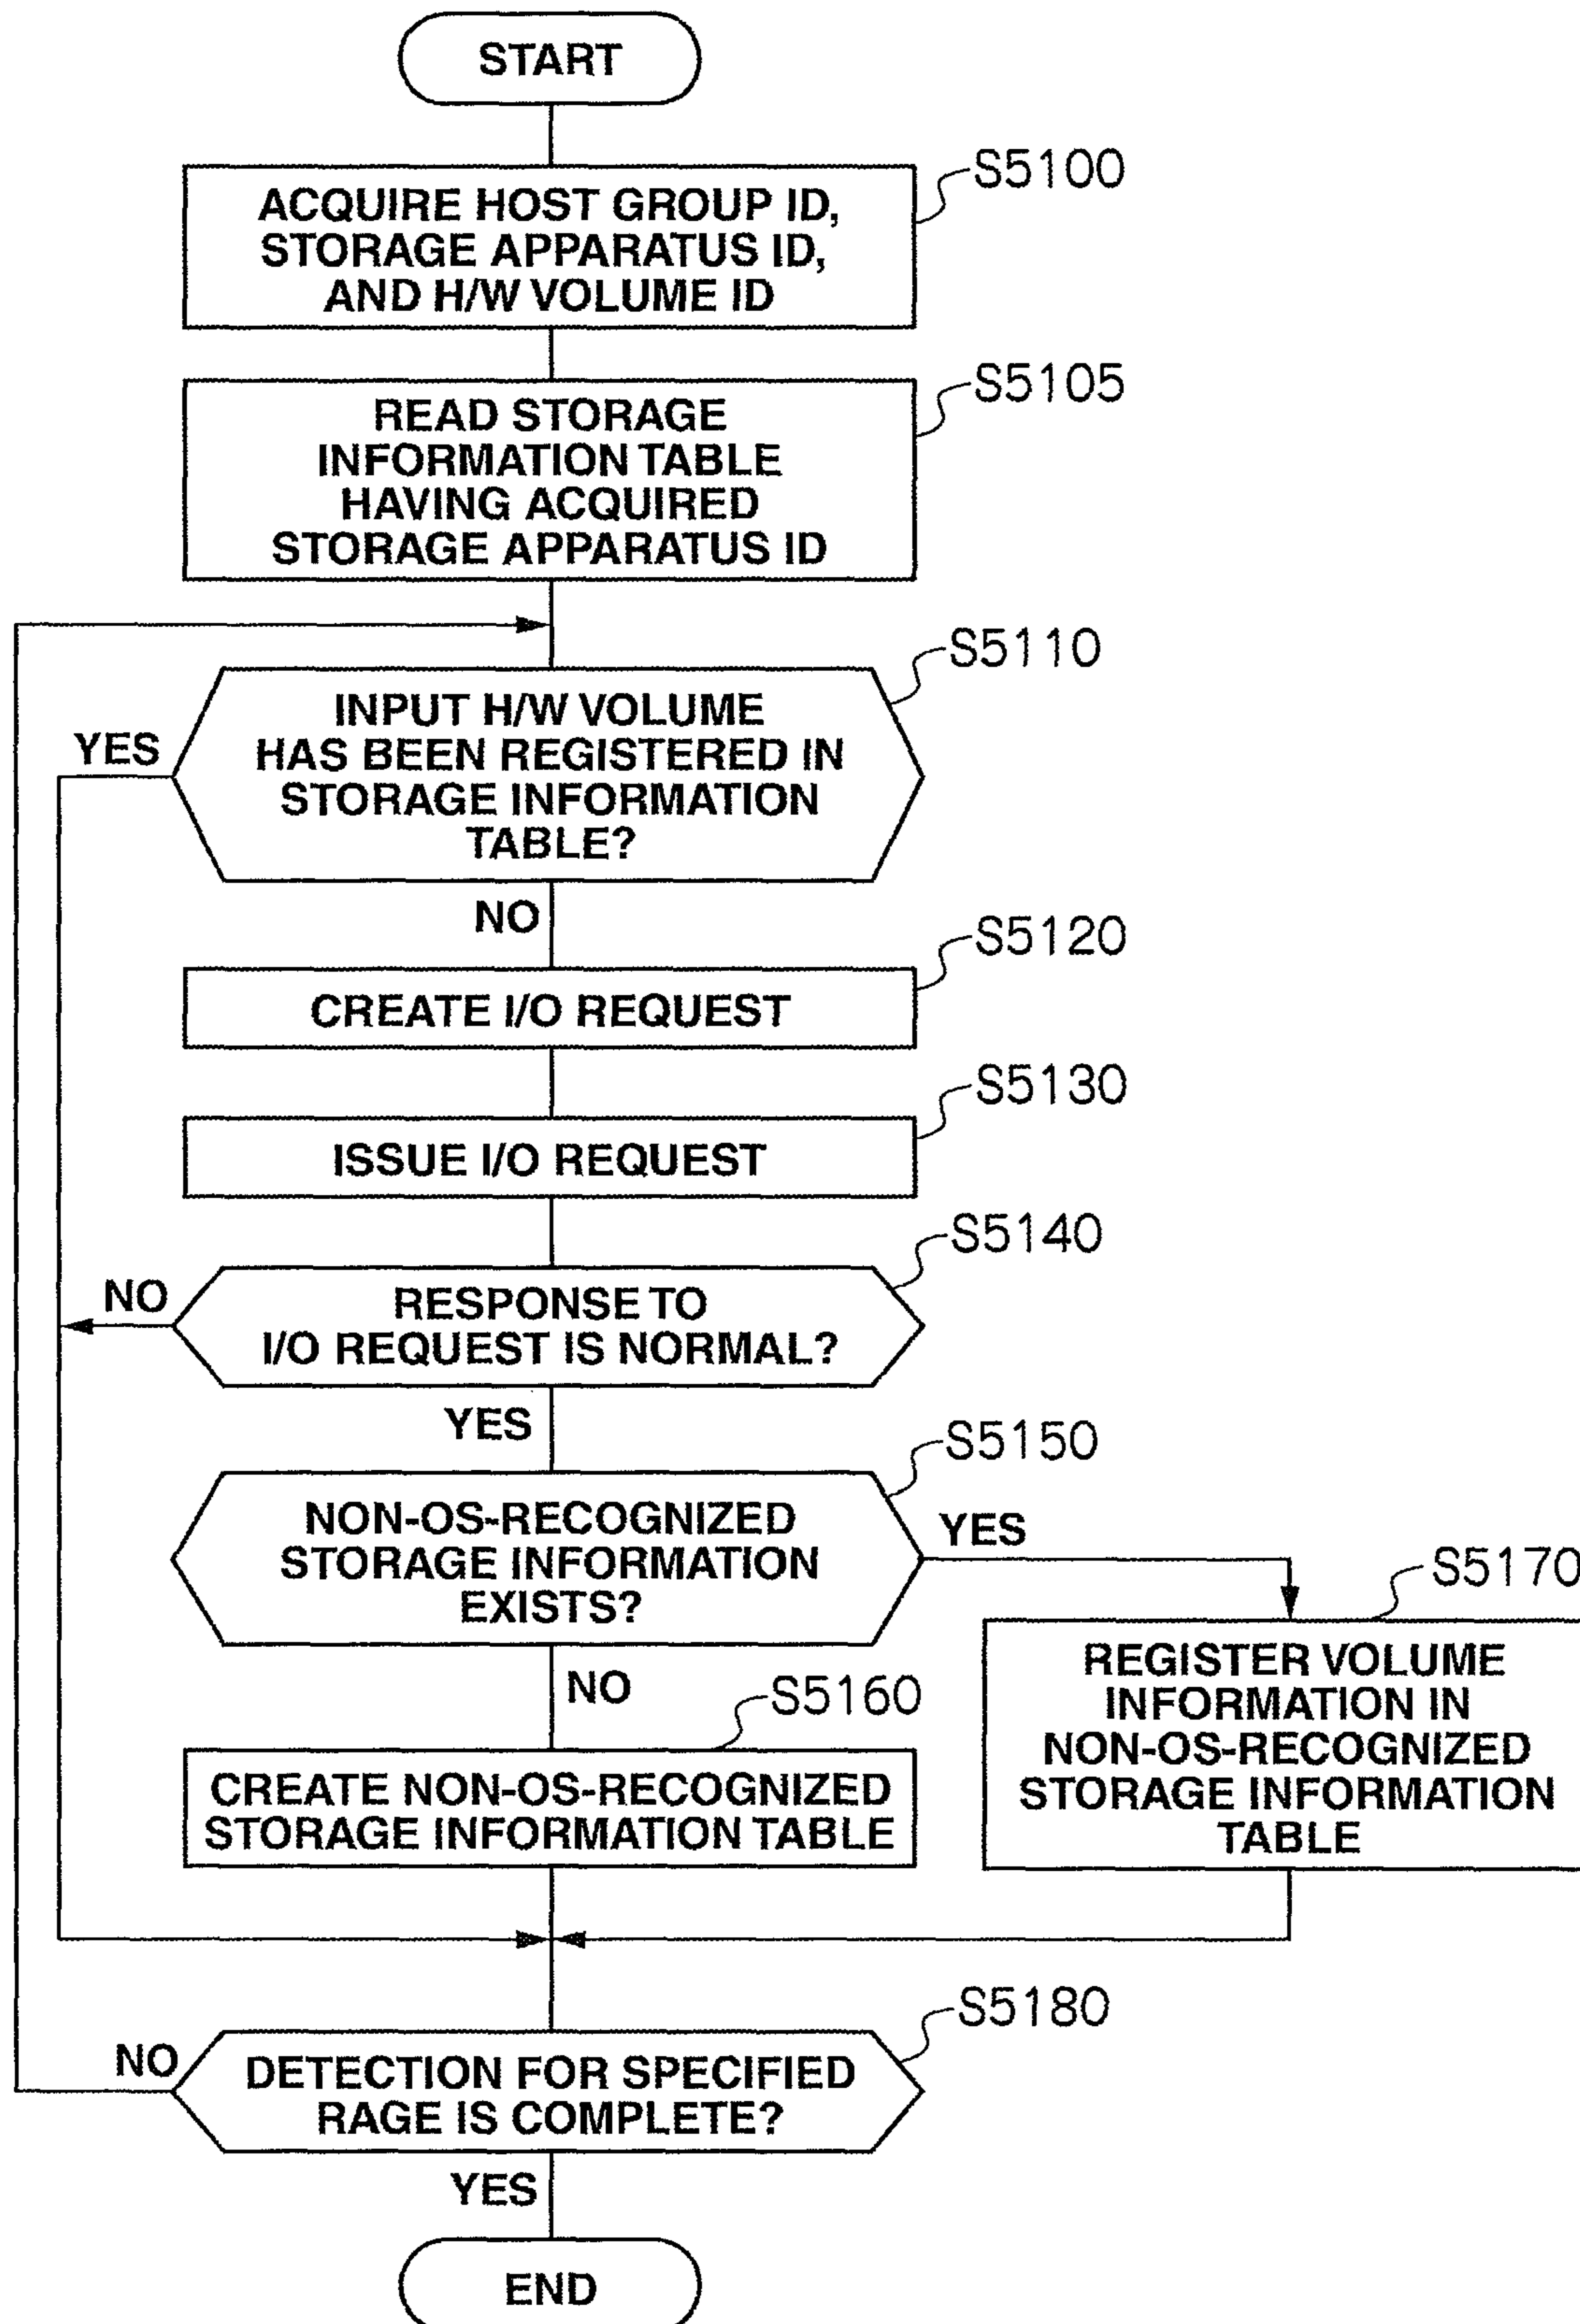 START
S5100
ACQUIRE HOST GROUP ID,
STORAGE APPARATUS ID,
AND H/W VOLUME ID
S5105
READ STORAGE
INFORMATION TABLE
HAVING ACQUIRED
STORAGE APPARATUS ID
S5110
INPUT H/W VOLUME
HAS BEEN REGISTERED IN
STORAGE INFORMATION
TABLE?
YES
NO
S5120
CREATE I/O REQUEST
S5130
ISSUE I/O REQUEST
S5140
RESPONSE TO
I/O REQUEST IS NORMAL?
NO
YES
S5150
NON-OS-RECOGNIZED
STORAGE INFORMATION
EXISTS?
YES
NO
S5170
REGISTER VOLUME
INFORMATION IN
NON-OS-RECOGNIZED
STORAGE INFORMATION
TABLE
S5160
CREATE NON-OS-RECOGNIZED
STORAGE INFORMATION TABLE
S5180
DETECTION FOR SPECIFIED
RAGE IS COMPLETE?
NO
YES
END